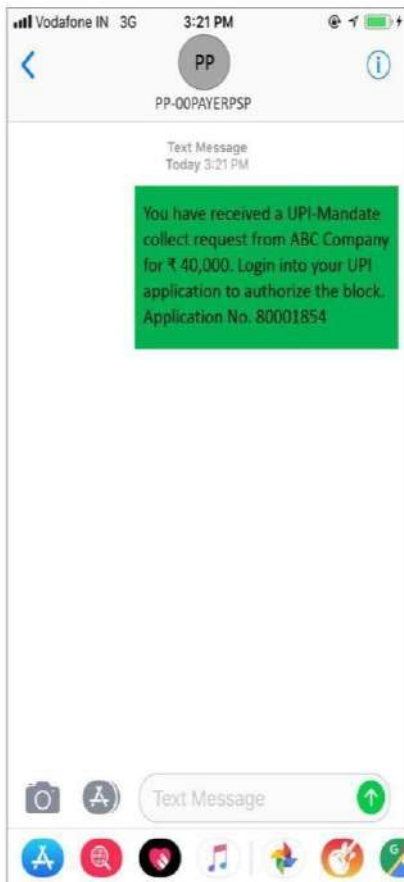 Vodafone IN 3G 3:21 PM
PP
PP-00PAYERPSP
Text Message
Today 3:21 PM
You have received a UPI-Mandate
collect request from ABC Company
for ₹ 40,000. Login into your UPI
application to authorize the block.
Application No. 80001854
Text Message